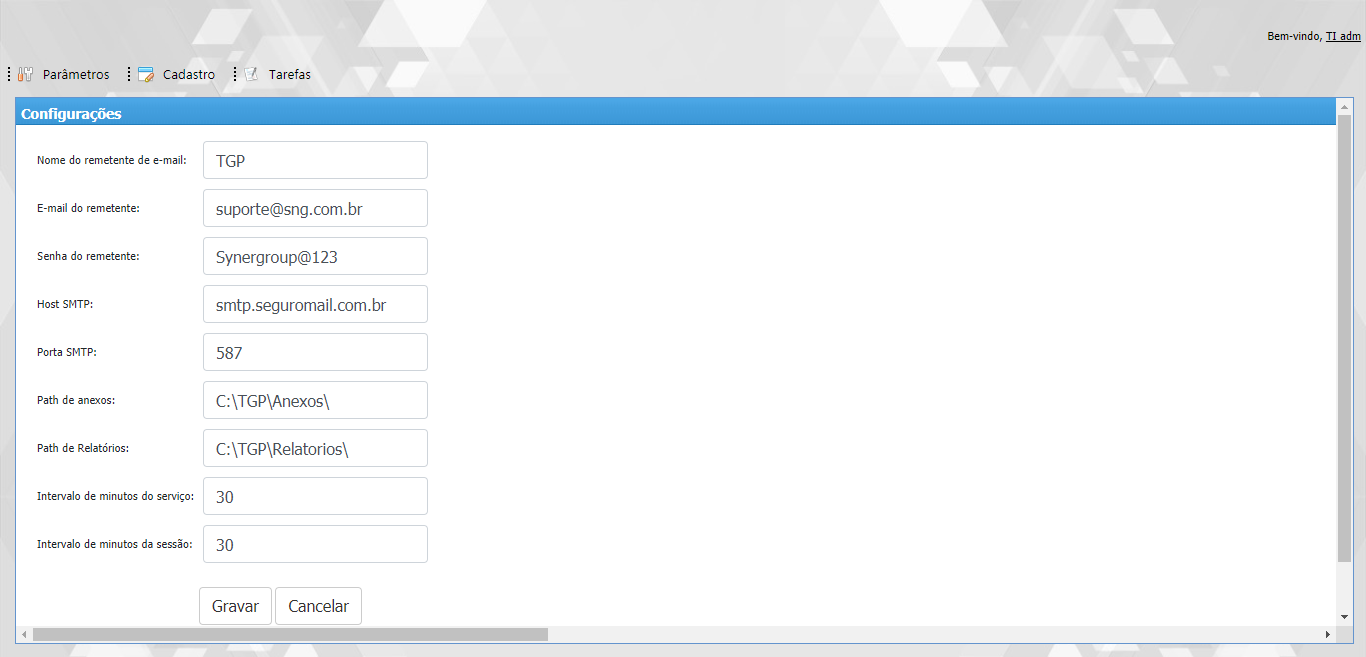 Bem-vindo, TI adm
Parâmetros Cadastro Tarefas
Configurações
Nome do remetente de e-mail: TGP
E-mail do remetente: suporte@sng.com.br
Senha do remetente: Synergroup@123
Host SMTP: smtp.seguromail.com.br
Porta SMTP: 587
Path de anexos: C:\TGP\Anexos\
Path de Relatórios: C:\TGP\Relatorios\
Intervalo de minutos do serviço: 30
Intervalo de minutos da sessão: 30
Gravar Cancelar